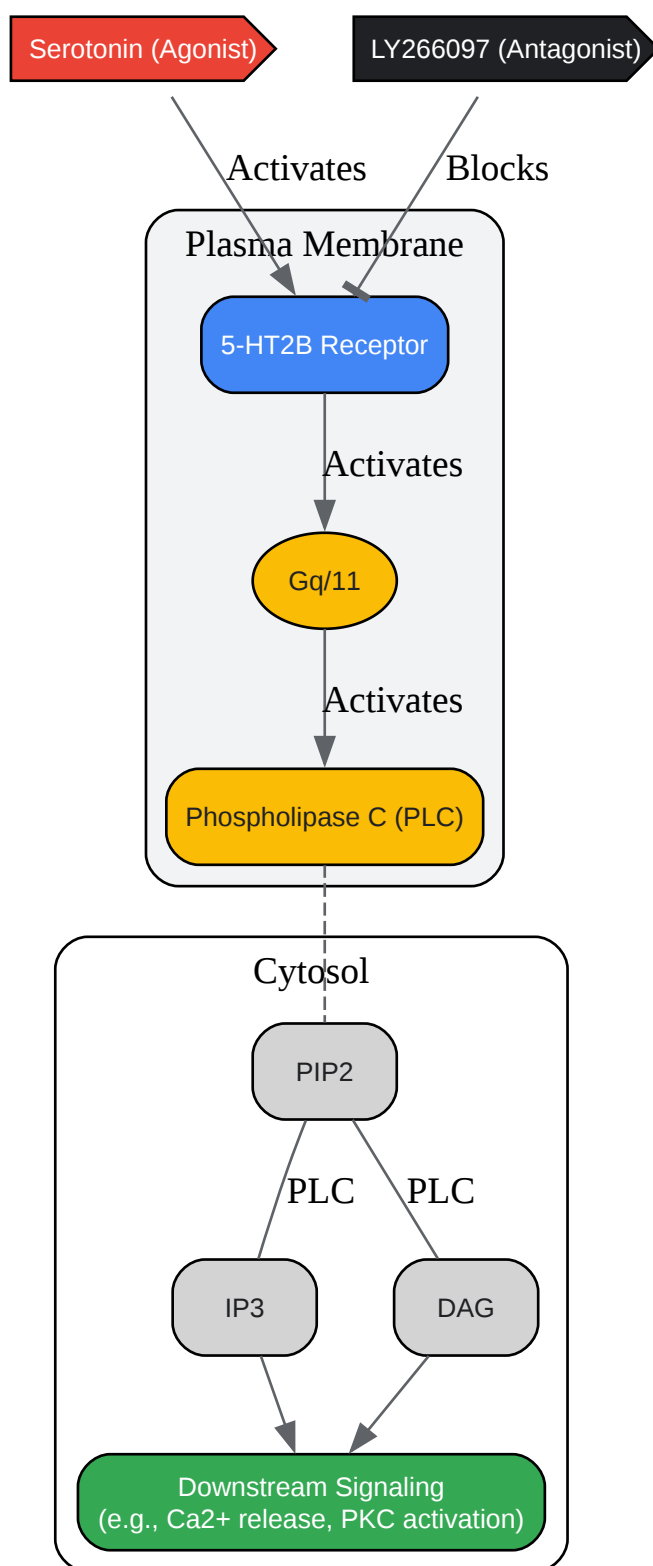 Serotonin (Agonist)
LY266097 (Antagonist)
Activates
Blocks
Plasma Membrane
5-HT2B Receptor
Activates
Gq/11
Activates
Phospholipase C (PLC)
Cytosol
PIP2
PLC
PLC
IP3
DAG
Downstream Signaling
(e.g., Ca2+ release, PKC activation)